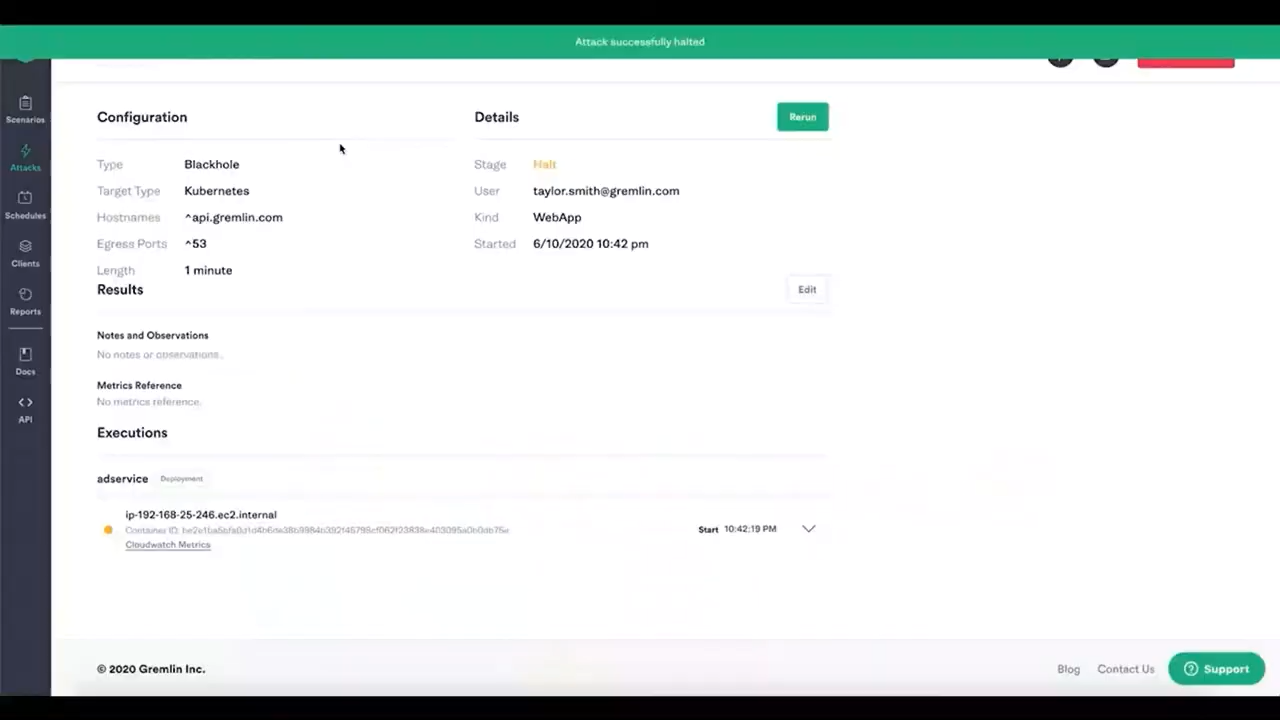 Attack successfully halted
Scenarios
Attacks
Schedules
Clients
Reports
Docs
API
Configuration
Type Blackhole
Target Type Kubernetes
Hostnames ^api.gremlin.com
Egress Ports ^53
Length 1 minute
Details
Rerun
Stage Halt
User taylor.smith@gremlin.com
Kind WebApp
Started 6/10/2020 10:42 pm
Results
Edit
Notes and Observations
No notes or observations.
Metrics Reference
No metrics reference.
Executions
adservice Deployment
ip-192-168-25-246.ec2.internal
Container ID:
Start 10:42:19 PM
Cloudwatch Metrics
© 2020 Gremlin Inc.
Blog
Contact Us
Support